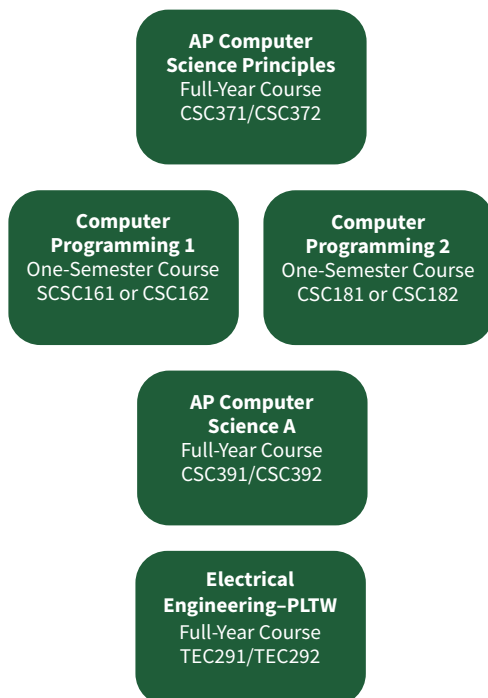 AP Computer
Science Principles
Full-Year Course
CSC371/CSC372
Computer
Programming 1
One-Semester Course
SCSC161 or CSC162
Computer
Programming 2
One-Semester Course
CSC181 or CSC182
AP Computer
Science A
Full-Year Course
CSC391/CSC392
Electrical
Engineering–PLTW
Full-Year Course
TEC291/TEC292